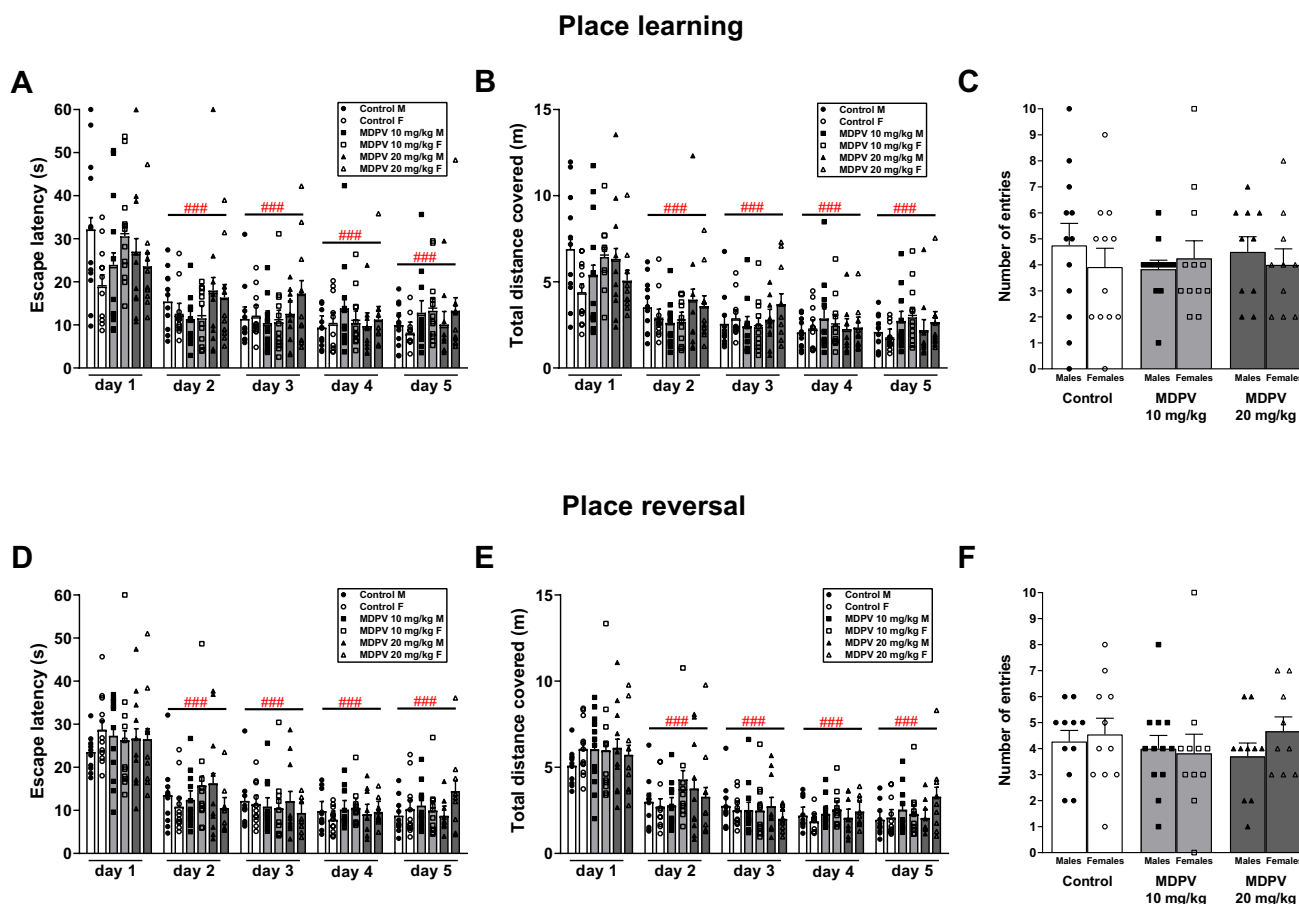 Place learning
A
Escape latency (s)
60
50
40
30
20
10
0
Control M
Control F
MDPV 10 mg/kg M
MDPV 10 mg/kg F
MDPV 20 mg/kg M
MDPV 20 mg/kg F
###
###
###
###
day 1
day 2
day 3
day 4
day 5
B
Total distance covered (m)
15
10
5
0
Control M
Control F
MDPV 10 mg/kg M
MDPV 10 mg/kg F
MDPV 20 mg/kg M
MDPV 20 mg/kg F
###
###
###
###
day 1
day 2
day 3
day 4
day 5
C
Number of entries
10
9
8
7
6
5
4
3
2
1
0
Males Females Males Females Males Females
Control MDPV MDPV
10 mg/kg 20 mg/kg
Place reversal
D
Escape latency (s)
60
50
40
30
20
10
0
Control M
Control F
MDPV 10 mg/kg M
MDPV 10 mg/kg F
MDPV 20 mg/kg M
MDPV 20 mg/kg F
###
###
###
###
day 1
day 2
day 3
day 4
day 5
E
Total distance covered (m)
15
10
5
0
Control M
Control F
MDPV 10 mg/kg M
MDPV 10 mg/kg F
MDPV 20 mg/kg M
MDPV 20 mg/kg F
###
###
###
###
day 1
day 2
day 3
day 4
day 5
F
Number of entries
10
9
8
7
6
5
4
3
2
1
0
Males Females Males Females Males Females
Control MDPV MDPV
10 mg/kg 20 mg/kg